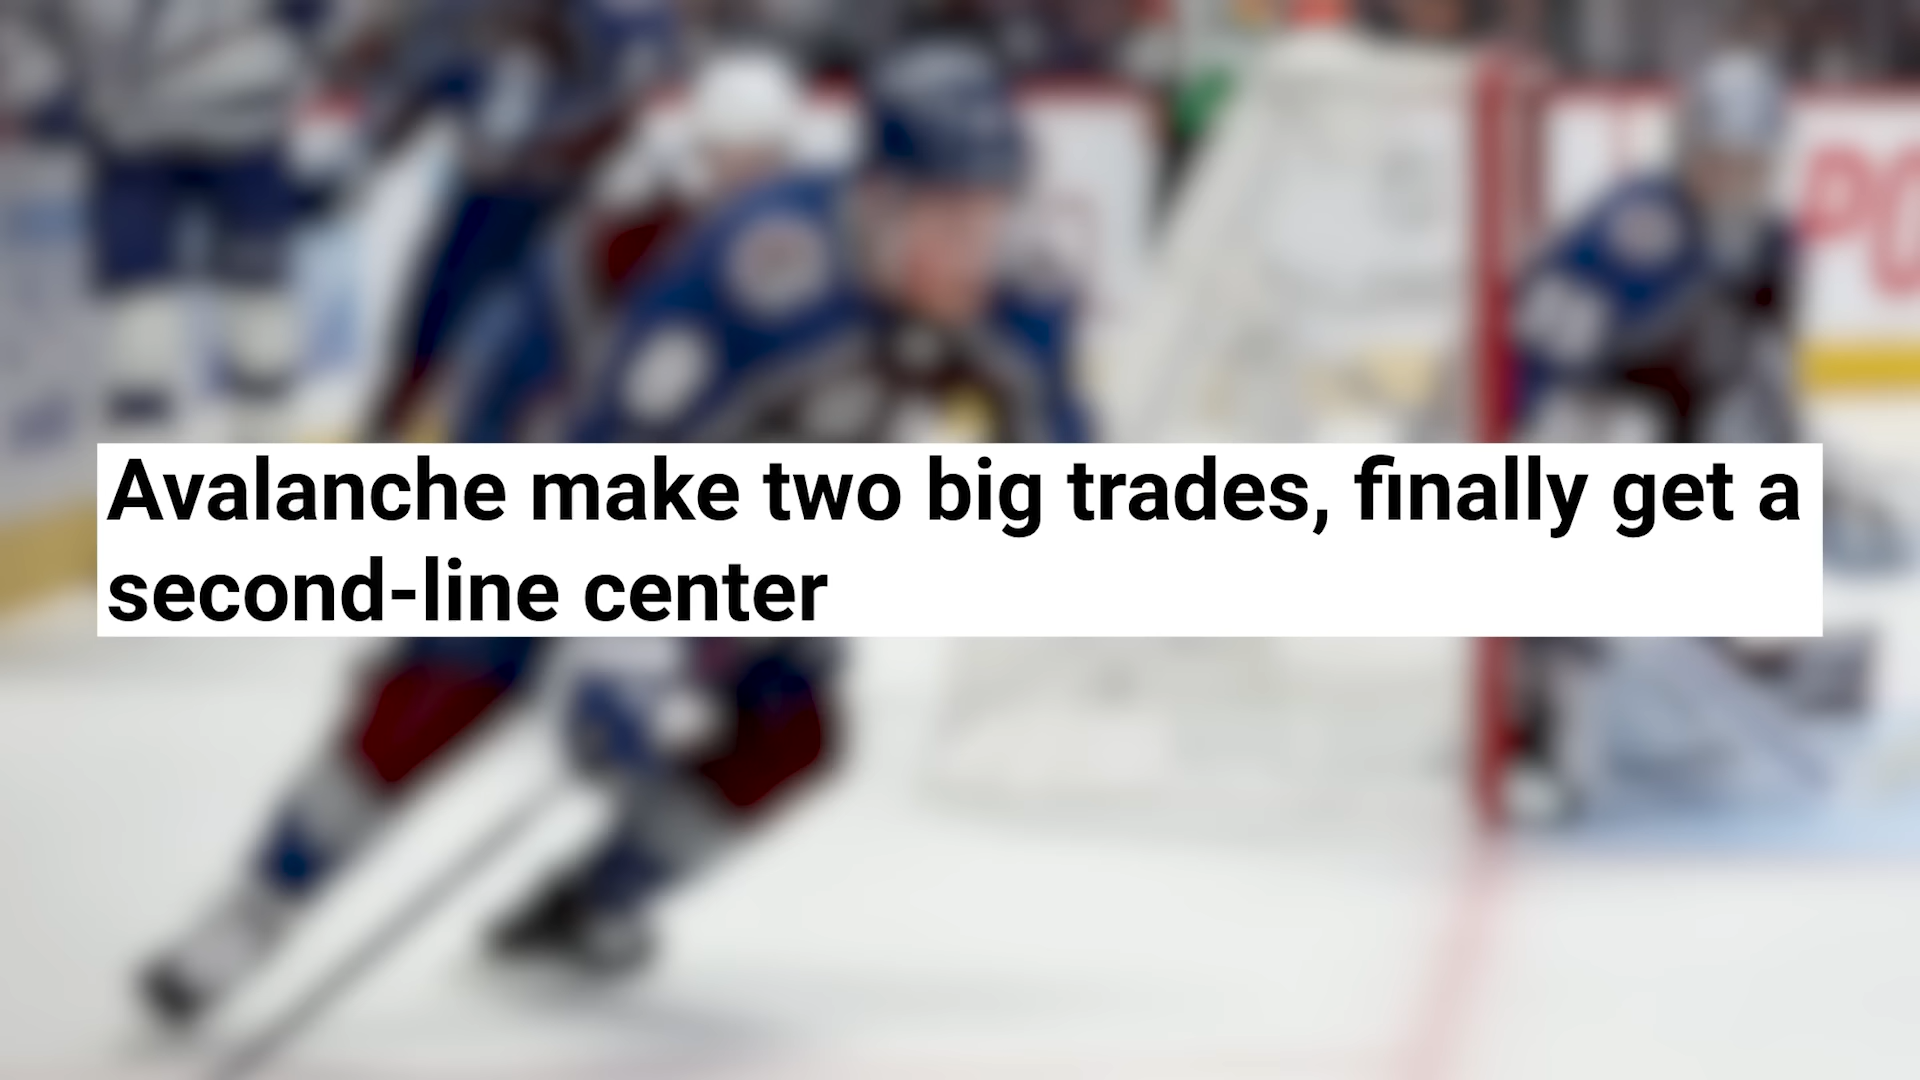 Avalanche make two big trades, finally get a
second-line center